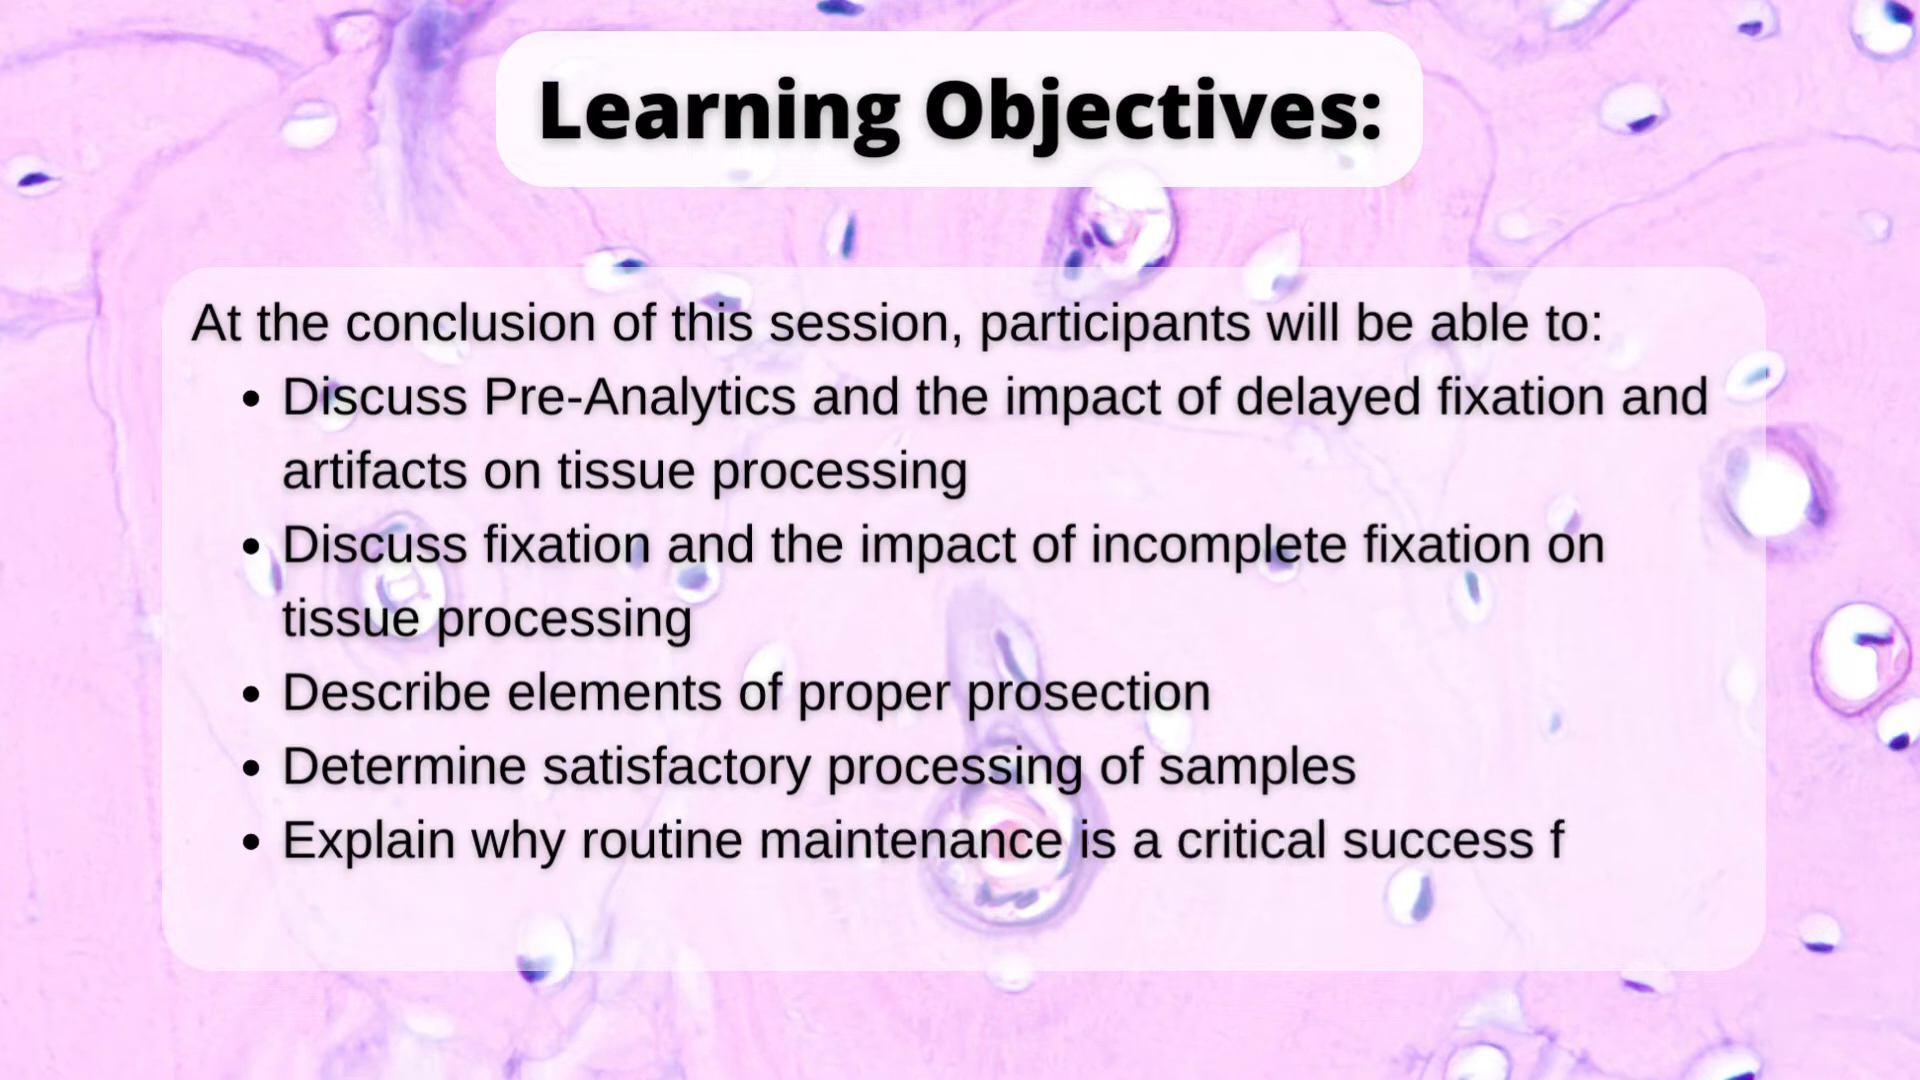 Learning Objectives:
At the conclusion of this session, participants will be able to:
• Discuss Pre-Analytics and the impact of delayed fixation and
artifacts on tissue processing
• Discuss fixation and the impact of incomplete fixation on
tissue processing
• Describe elements of proper prosection
• Determine satisfactory processing of samples
• Explain why routine maintenance is a critical success f